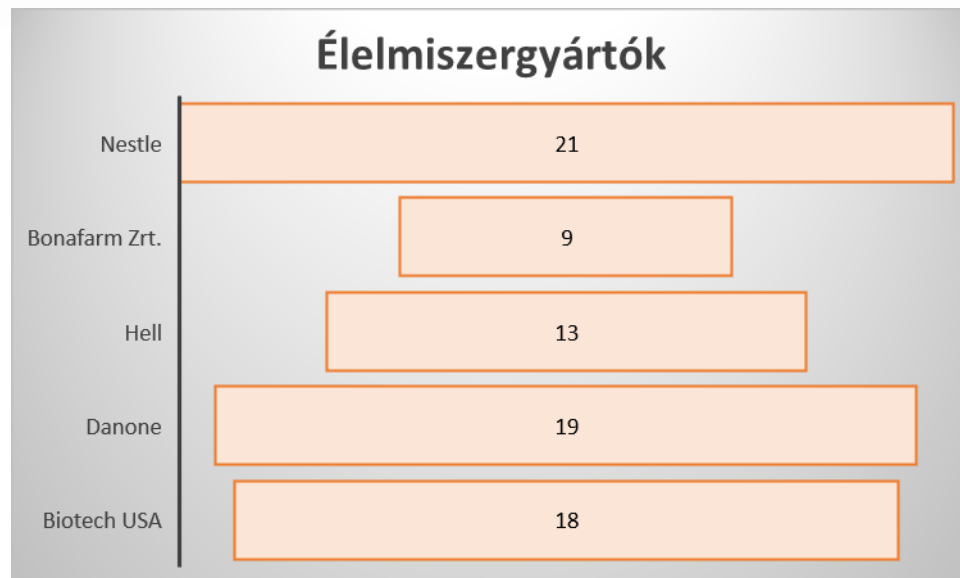 Élelmiszergyártók
Nestle 21
Bonafarm Zrt. 9
Hell 13
Danone 19
Biotech USA 18